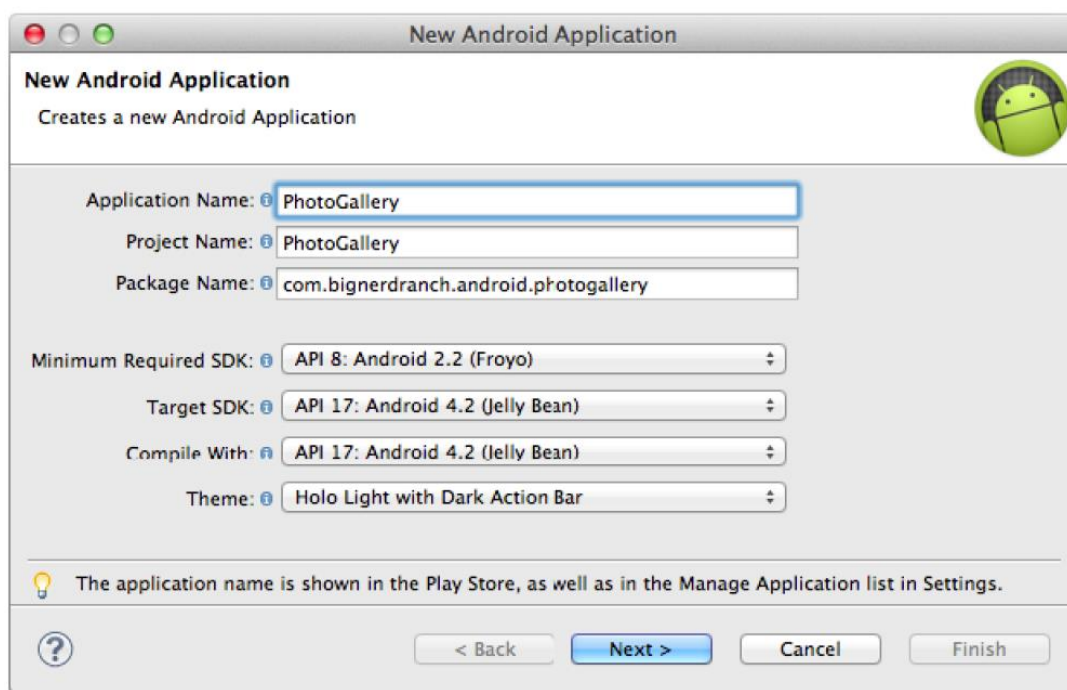 New Android Application
New Android Application
Creates a new Android Application
Application Name: PhotoGallery
Project Name: PhotoGallery
Package Name: com.bignerdranch.android.photogallery
Minimum Required SDK: API 8: Android 2.2 (Froyo)
Target SDK: API 17: Android 4.2 (Jelly Bean)
Compile With: API 17: Android 4.2 (Jelly Bean)
Theme: Holo Light with Dark Action Bar
The application name is shown in the Play Store, as well as in the Manage Application list in Settings.
? < Back Next > Cancel Finish